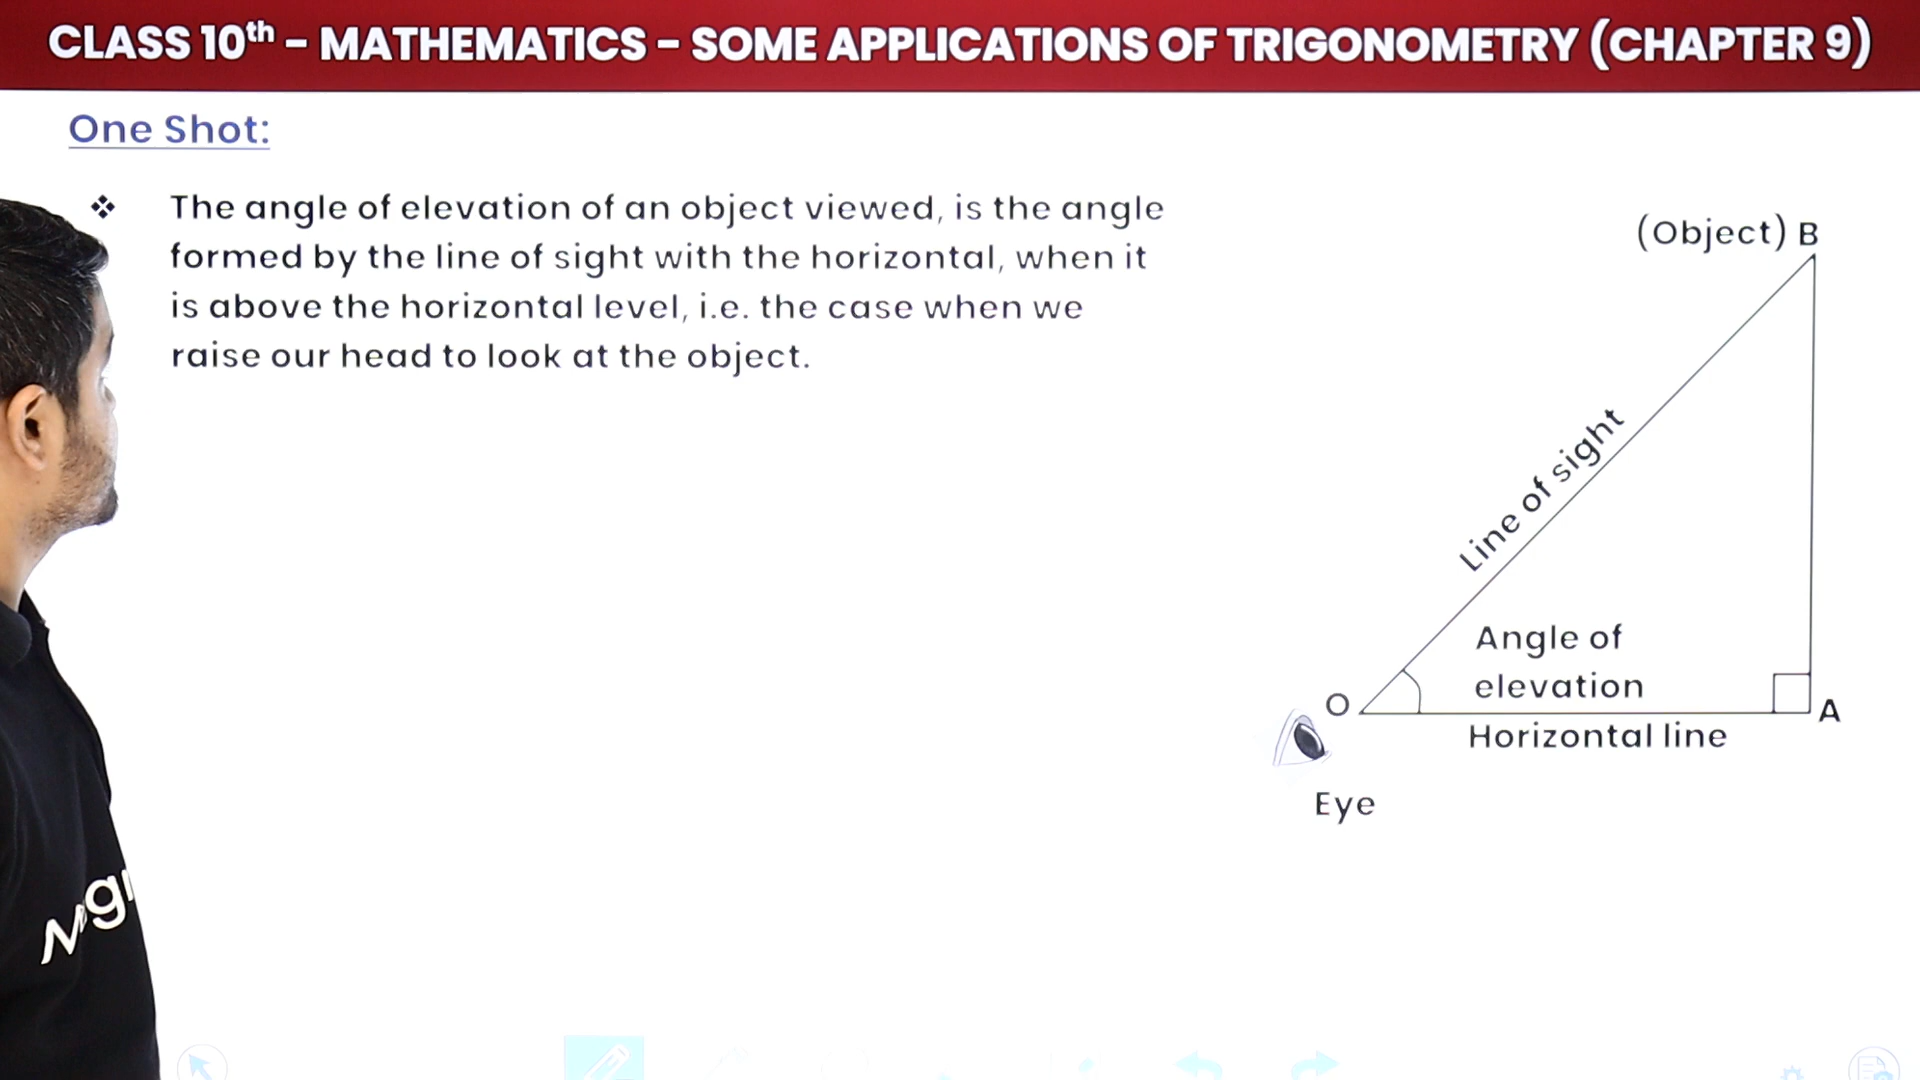 CLASS 10th - MATHEMATICS - SOME APPLICATIONS OF TRIGONOMETRY (CHAPTER 9)
One Shot:
❖ The angle of elevation of an object viewed, is the angle
formed by the line of sight with the horizontal, when it
is above the horizontal level, i.e. the case when we
raise our head to look at the object.
(Object) B
Line of sight
Angle of
elevation
O
A
Horizontal line
Eye